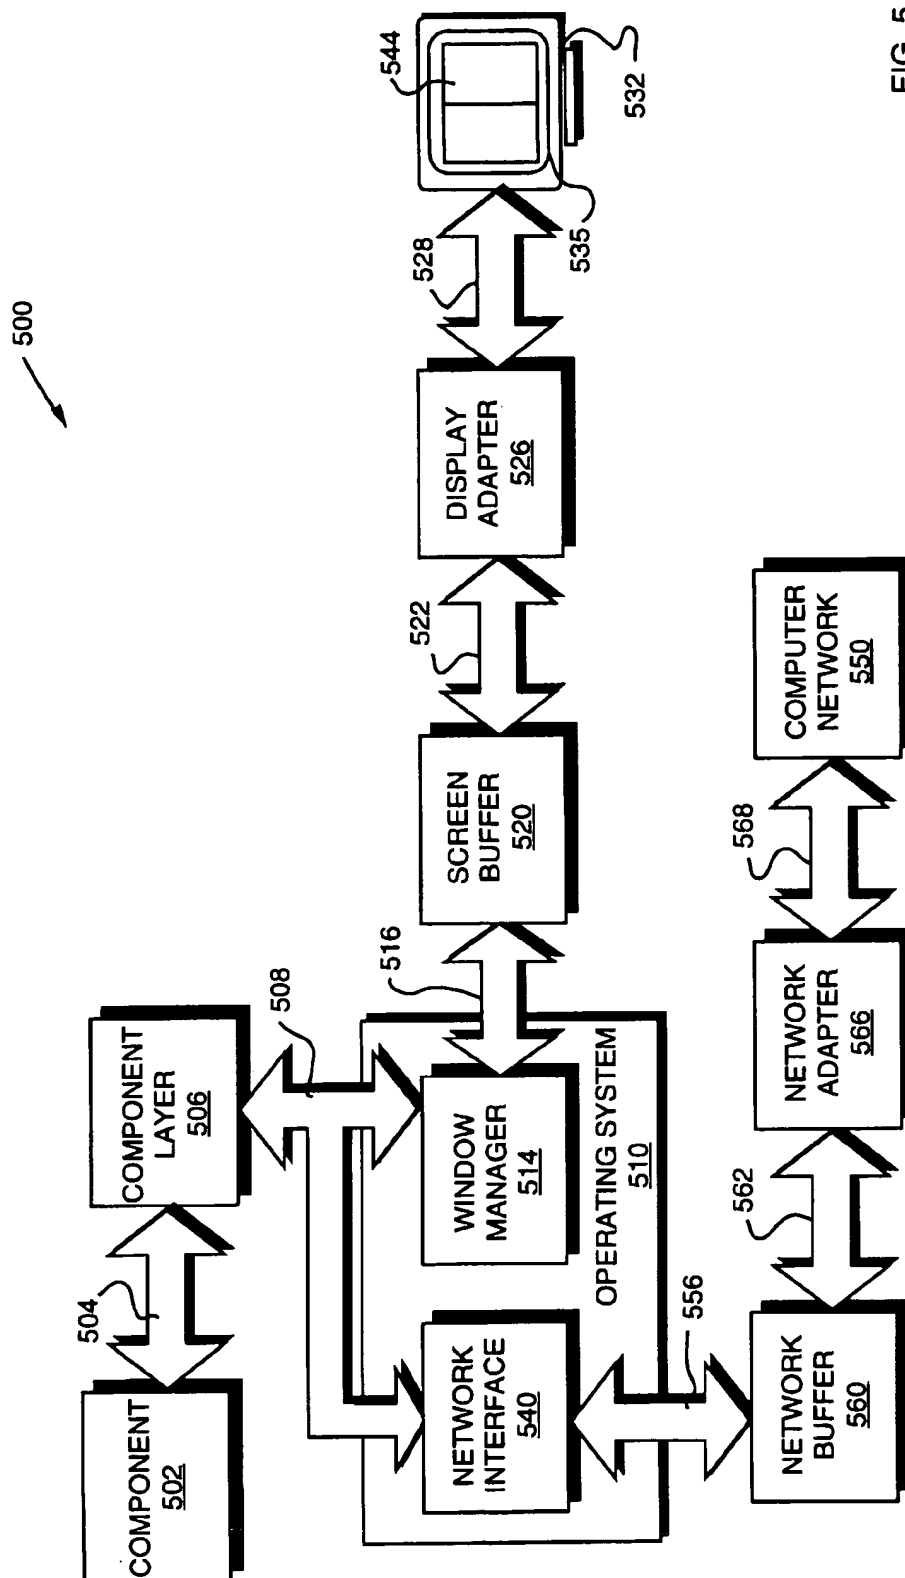 500
COMPONENT
502
504
COMPONENT
LAYER
506
508
NETWORK
INTERFACE
540
WINDOW
MANAGER
514
OPERATING SYSTEM
510
516
SCREEN
BUFFER
520
522
DISPLAY
ADAPTER
526
528
544
532
535
556
NETWORK
BUFFER
560
562
NETWORK
ADAPTER
566
568
COMPUTER
NETWORK
550
FIG. 5